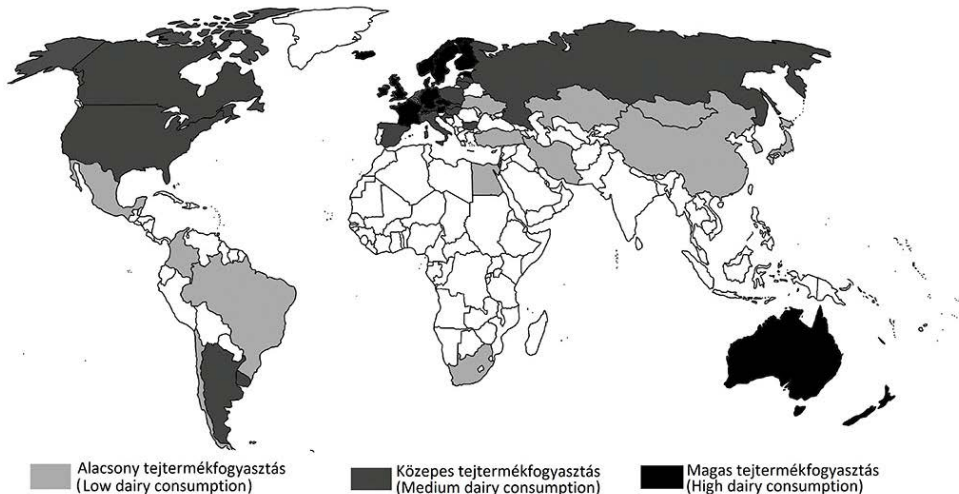 Alacsony tejtermékfogyasztás
(Low dairy consumption)
Közepes tejtermékfogyasztás
(Medium dairy consumption)
Magas tejtermékfogyasztás
(High dairy consumption)